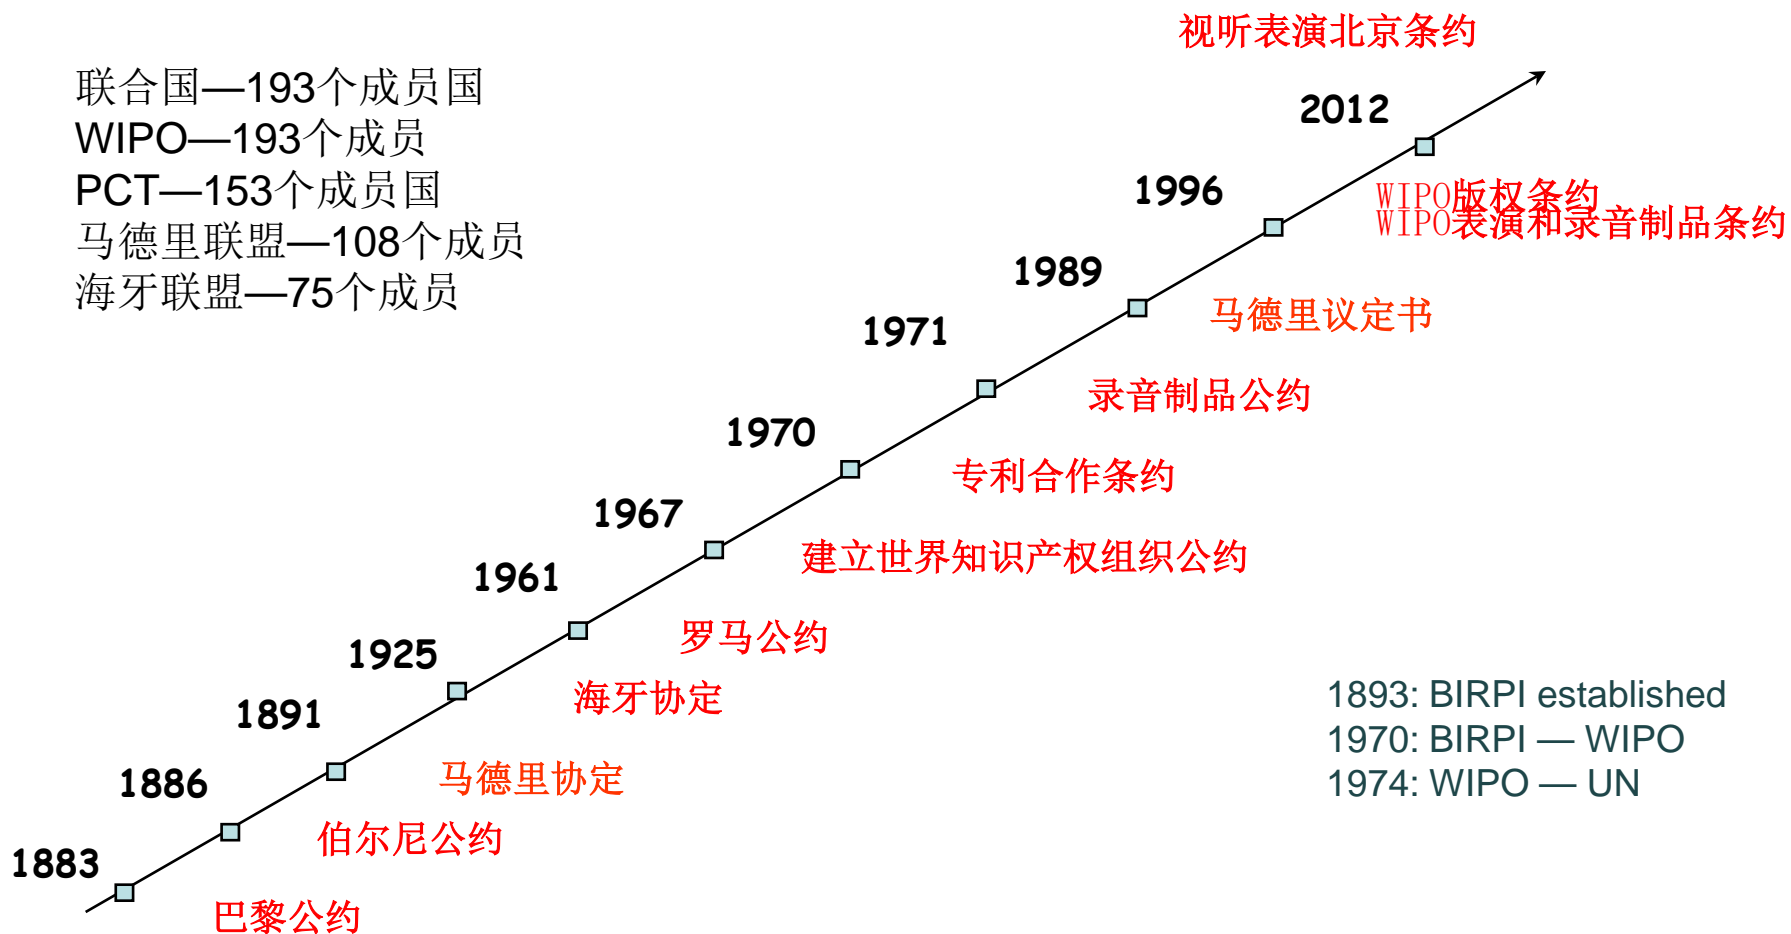 视听表演北京条约
联合国—193个成员国
WIPO—193个成员
PCT—153个成员国
马德里联盟—108个成员
海牙联盟—75个成员
2012
1996
WIPO版权条约
WIPO表演和录音制品条约
1989
马德里议定书
1971
录音制品公约
1970
专利合作条约
1967
建立世界知识产权组织公约
1961
罗马公约
1925
海牙协定
1891
马德里协定
1886
伯尔尼公约
1883
巴黎公约
1893: BIRPI established
1970: BIRPI — WIPO
1974: WIPO — UN